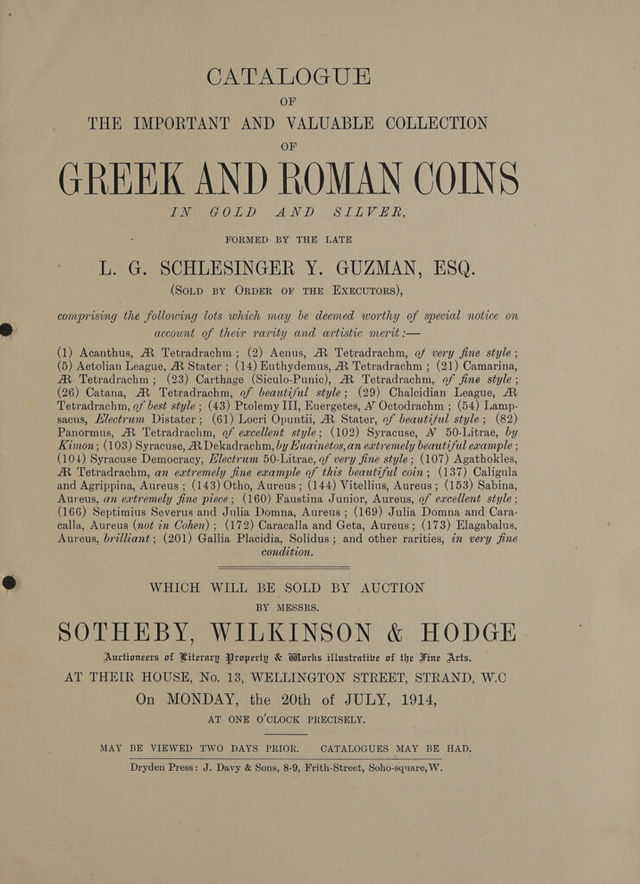 CATALOGUE
OF
THE IMPORTANT AND VALUABLE COLLECTION
OF
GREEK AND ROMAN COINS
IN GOLD AND SILVER,
FORMED BY THE LATE
L. G. SCHLESINGER Y. GUZMAN, ESQ.
(SOLD BY ORDER OF THE EXECUTORS),
comprising the following lots which may be deemed worthy of special notice on
account of their rarity and artistic merit:—
(1) Acanthus, AR Tetradrachm; (2) Aenus, AR Tetradrachm, of very fine style;
(5) Aetolian League, AR Stater; (14) Euthydemus, AR Tetradrachm; (21) Camarina,
AR Tetradrachm; (23) Carthage (Siculo-Punic), AR Tetradrachm, of fine style;
(26) Catana, AR Tetradrachm, of beautiful style; (29) Chalcidian League, AR
Tetradrachm, of best style; (43) Ptolemy III, Euergetes, N Octodrachm; (54) Lamp-
sacus, Electrum Distater; (61) Locri Opuntii, AR Stater, of beautiful style; (82)
Panormus, AR Tetradrachm, of excellent style; (102) Syracuse, N 50-Litrae, by
Kimon; (103) Syracuse, AR Dekadrachm, by Euainetos, an extremely beautiful example;
(104) Syracuse Democracy, Electrum 50-Litrae, of very fine style; (107) Agathokles,
AR Tetradrachm, an extremely fine example of this beautiful coin; (137) Caligula
and Agrippina, Aureus; (143) Otho, Aureus; (144) Vitellius, Aureus; (153) Sabina,
Aureus, an extremely fine piece; (160) Faustina Junior, Aureus, of excellent style;
(166) Septimius Severus and Julia Domna, Aureus; (169) Julia Domna and Cara-
calla, Aureus (not in Cohen); (172) Caracalla and Geta, Aureus; (173) Elagabalus,
Aureus, brilliant; (201) Gallia Placidia, Solidus; and other rarities, in very fine
condition.
WHICH WILL BE SOLD BY AUCTION
BY MESSRS.
SOTHEBY, WILKINSON & HODGE
Auctioneers of Literary Property & Works illustrative of the Fine Arts,
AT THEIR HOUSE, No. 13, WELLINGTON STREET, STRAND, W.C
On MONDAY, the 20th of JULY, 1914,
AT ONE O'CLOCK PRECISELY.
MAY BE VIEWED TWO DAYS PRIOR. CATALOGUES MAY BE HAD.
Dryden Press: J. Davy & Sons, 8-9, Frith-Street, Soho-square, W.